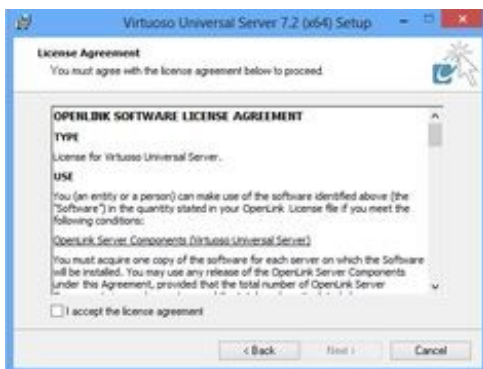 Virtuoso Universal Server 7.2 (x64) Setup
License Agreement
You must agree with the license agreement below to proceed.
OPENLINK SOFTWARE LICENSE AGREEMENT
TYPE
License for Virtuoso Universal Server.
USE
You (an entity or a person) can make use of the software identified above (the
"Software") in the quantity stated in your OpenLink License file if you meet the
following conditions:
OpenLink Server Components (Virtuoso Universal Server)
You must acquire one copy of the software for each server on which the Software
will be installed. You may use any release of the OpenLink Server Components
under this Agreement, provided that the total number of OpenLink Server
I accept the license agreement
< Back
Next >
Cancel